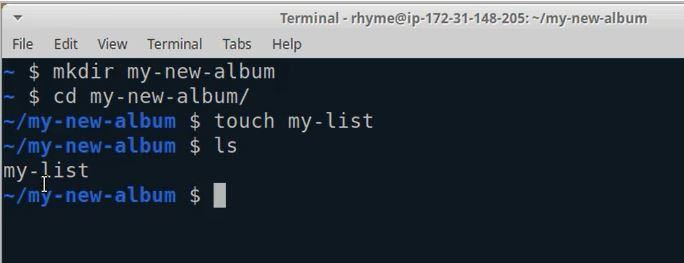 Terminal - rhyme@ip-172-31-148-205: ~/my-new-album
File Edit View Terminal Tabs Help
~ $ mkdir my-new-album
~ $ cd my-new-album/
~/my-new-album $ touch my-list
~/my-new-album $ ls
my-list
~/my-new-album $